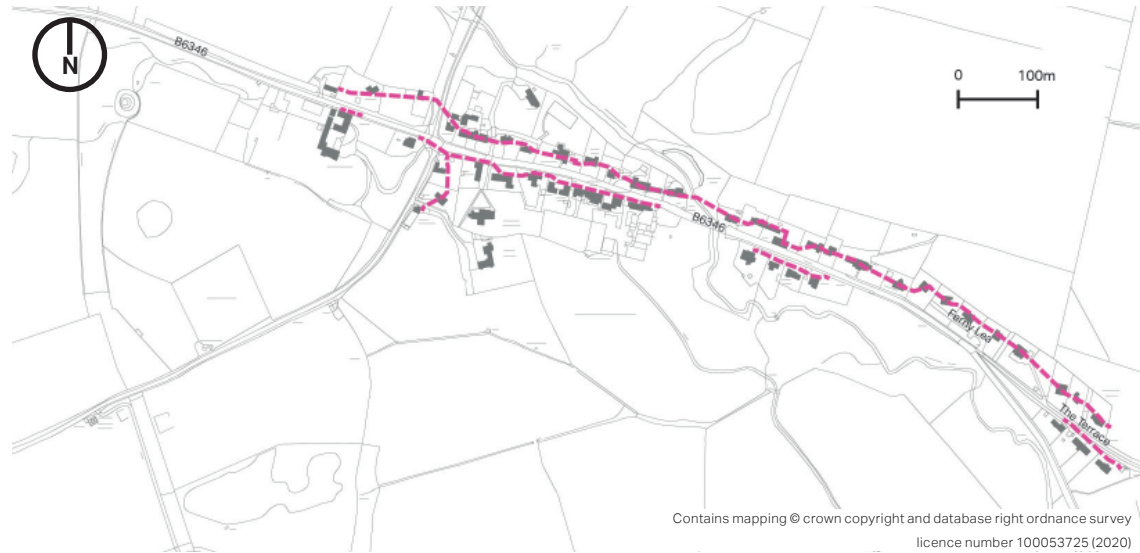 B6346
N
0 100m
B6346
Ferny Lea
The Terrace
Contains mapping © crown copyright and database right ordnance survey
licence number 100053725 (2020)